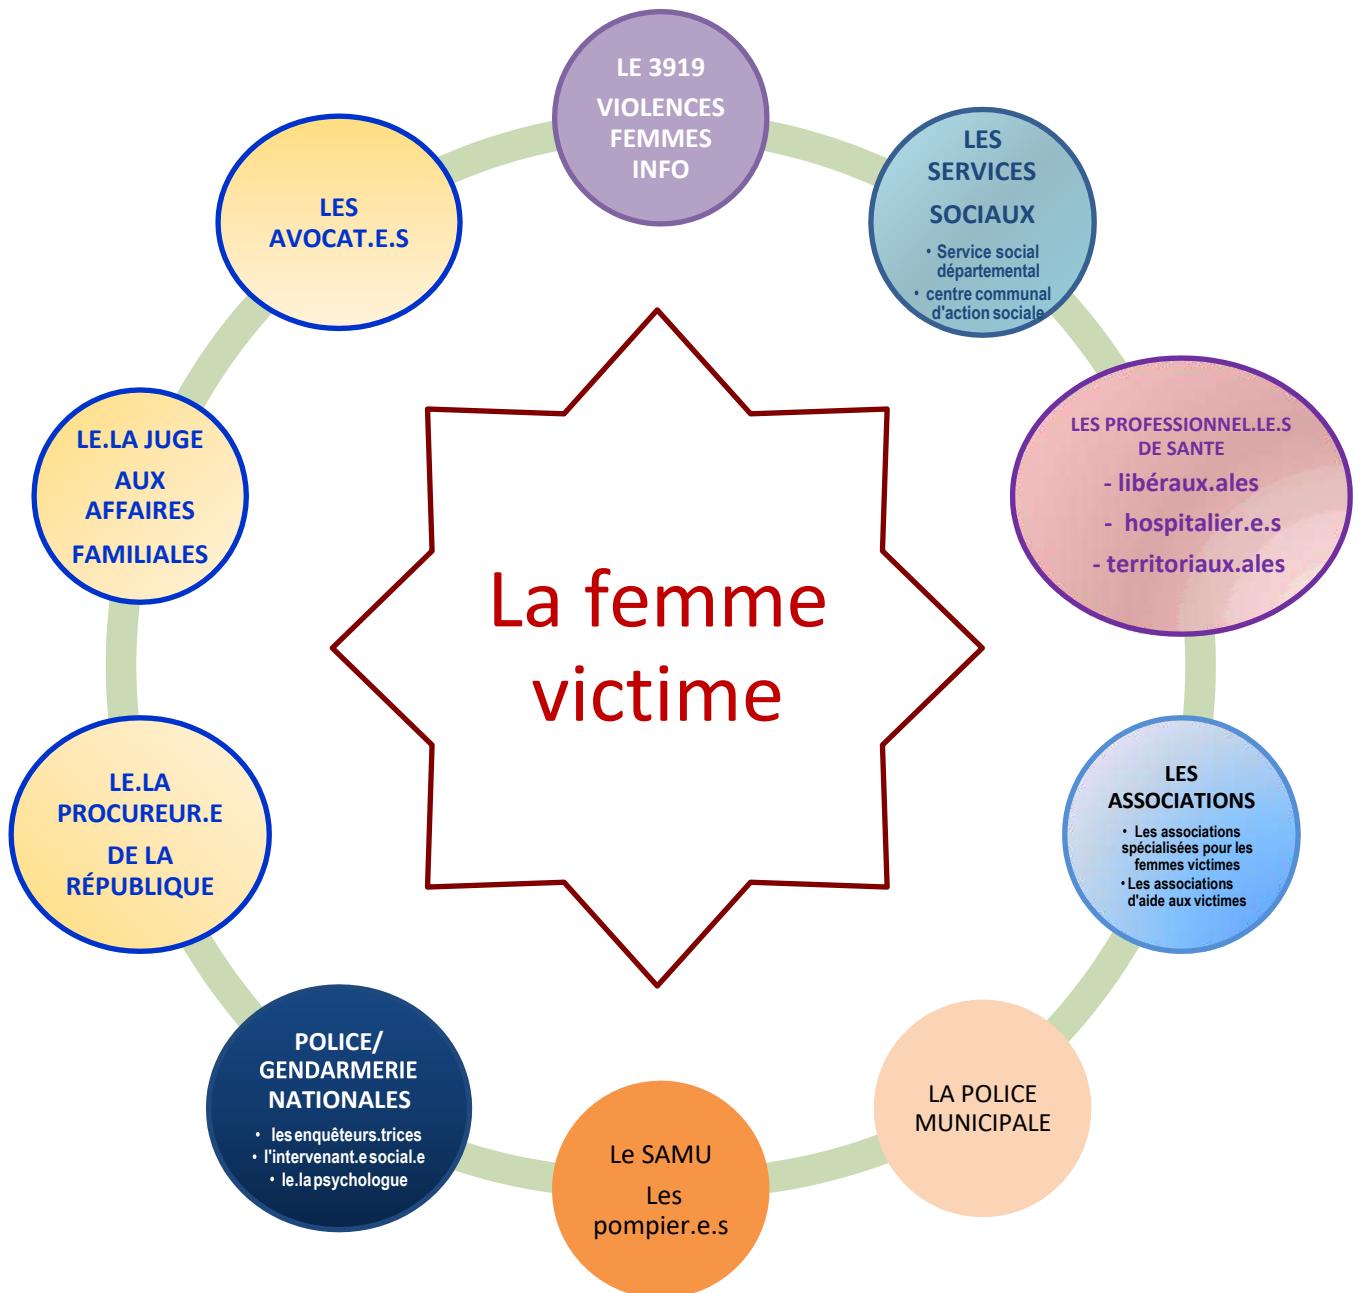 LE 3919
VIOLENCES
FEMMES
INFO
LES
SERVICES
SOCIAUX
• Service social
départemental
• centre communal
d'action sociale
LES PROFESSIONNEL.LE.S
DE SANTE
- libéraux.ales
- hospitalier.e.s
- territoriaux.ales
LES
ASSOCIATIONS
• Les associations
spécialisées pour les
femmes victimes
• Les associations
d'aide aux victimes
LA POLICE
MUNICIPALE
Le SAMU
Les
pompier.e.s
POLICE/
GENDARMERIE
NATIONALES
• les enquêteurs.trices
• l'intervenant.e social.e
• le.la psychologue
LE.LA
PROCUREUR.E
DE LA
RÉPUBLIQUE
LE.LA JUGE
AUX
AFFAIRES
FAMILIALES
LES
AVOCAT.E.S
La femme
victime